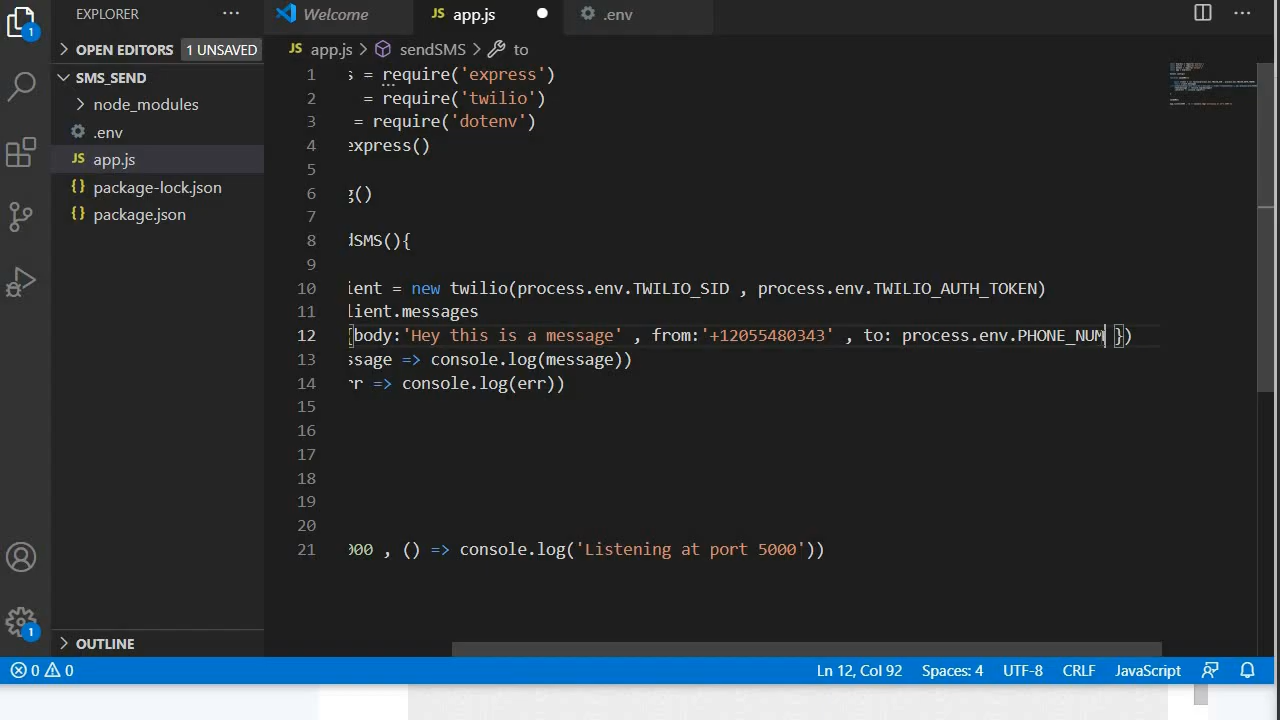 EXPLORER
Welcome
app.js
.env
OPEN EDITORS 1 UNSAVED
SMS_SEND
node_modules
.env
JS app.js
{} package-lock.json
{} package.json
OUTLINE
JS app.js > sendSMS > to
1 s = require('express')
2 = require('twilio')
3 = require('dotenv')
4 express()
5
6 g()
7
8 dSMS(){
9
10 ient = new twilio(process.env.TWILIO_SID , process.env.TWILIO_AUTH_TOKEN)
11 lient.messages
12 {body:'Hey this is a message' , from:'+12055480343' , to: process.env.PHONE_NUM })
13 ssage => console.log(message))
14 rr => console.log(err))
15
16
17
18
19
20
21 000 , () => console.log('Listening at port 5000'))
1
1
0 0
Ln 12, Col 92 Spaces: 4 UTF-8 CRLF JavaScript